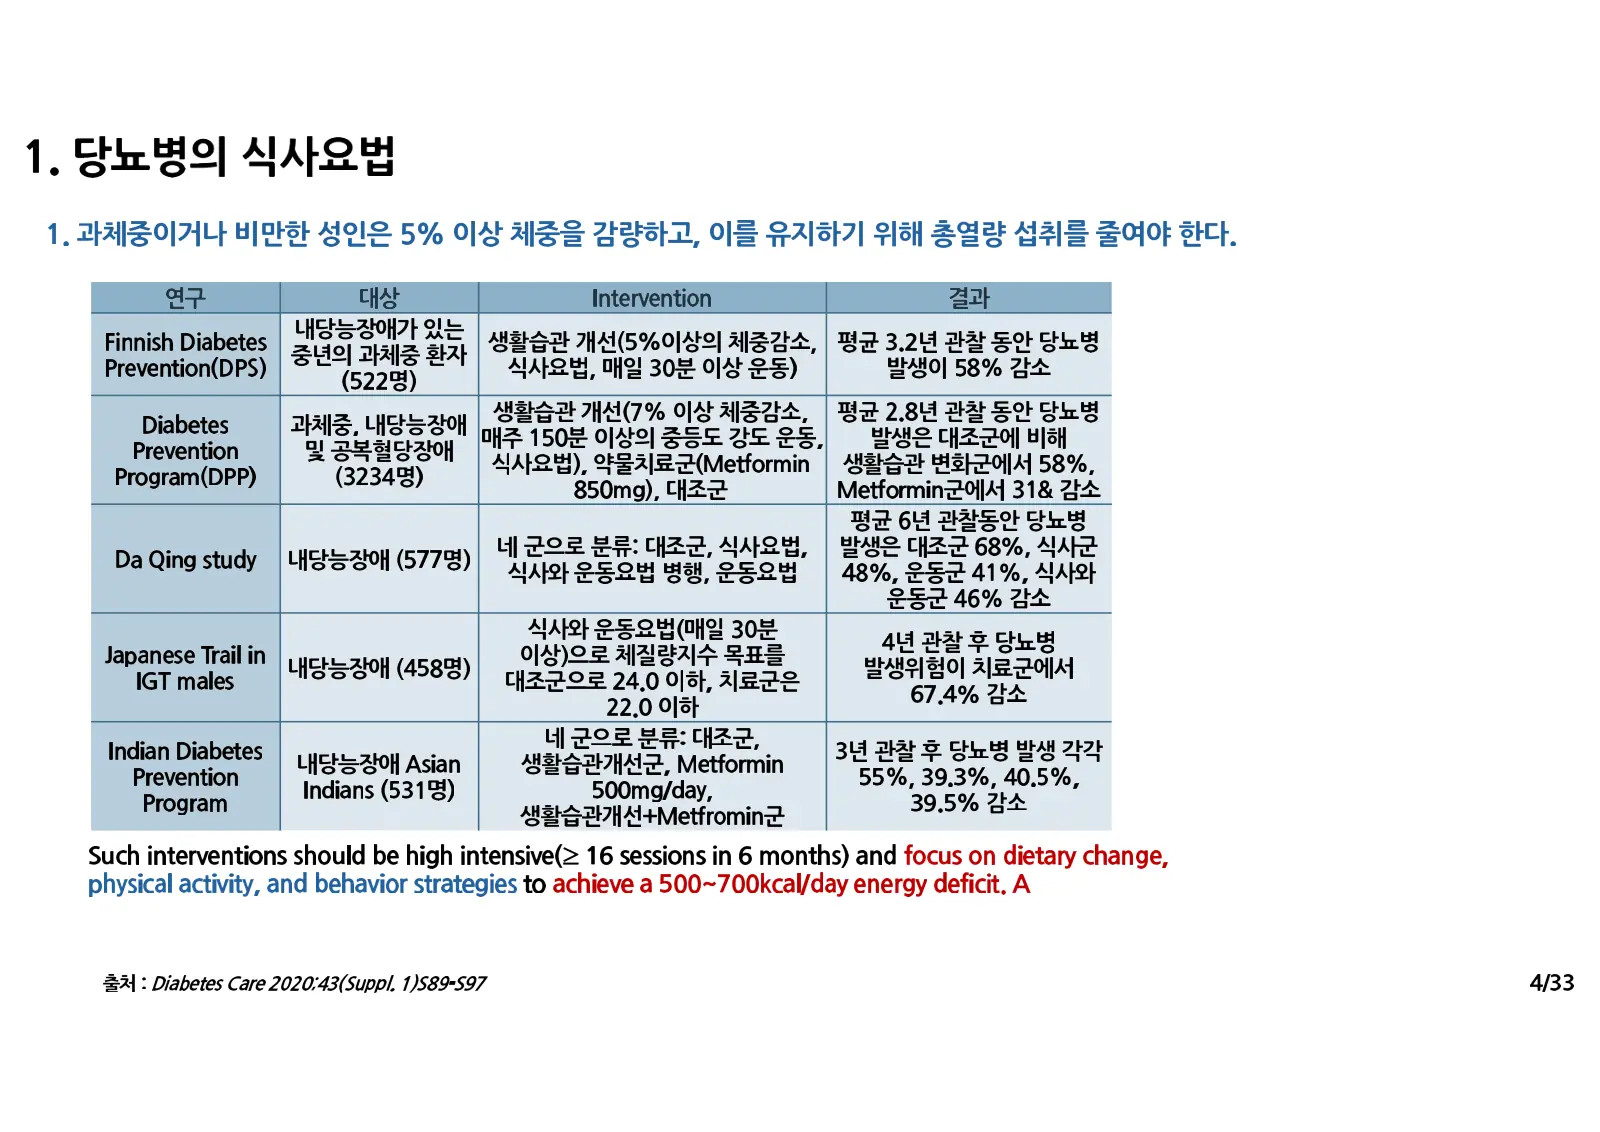 1. 당뇨병의 식사요법
1. 과체중이거나 비만한 성인은 5% 이상 체중을 감량하고, 이를 유지하기 위해 총열량 섭취를 줄여야 한다.
연구 대상 Intervention 결과
Finnish Diabetes
Prevention(DPS)
내당능장애가 있는
중년의 과체중 환자
(522명)
생활습관 개선(5%이상의 체중감소,
식사요법, 매일 30분 이상 운동)
평균 3.2년 관찰 동안 당뇨병
발생이 58% 감소
Diabetes
Prevention
Program(DPP)
과체중, 내당능장애
및 공복혈당장애
(3234명)
생활습관 개선(7% 이상 체중감소,
매주 150분 이상의 중등도 강도 운동,
식사요법), 약물치료군(Metformin
850mg), 대조군
평균 2.8년 관찰 동안 당뇨병
발생은 대조군에 비해
생활습관 변화군에서 58%,
Metformin군에서 31& 감소
Da Qing study
내당능장애 (577명)
네 군으로 분류: 대조군, 식사요법,
식사와 운동요법 병행, 운동요법
평균 6년 관찰동안 당뇨병
발생은 대조군 68%, 식사군
48%, 운동군 41%, 식사와
운동군 46% 감소
Japanese Trail in
IGT males
내당능장애 (458명)
식사와 운동요법(매일 30분
이상)으로 체질량지수 목표를
대조군으로 24.0 이하, 치료군은
22.0 이하
4년 관찰 후 당뇨병
발생위험이 치료군에서
67.4% 감소
Indian Diabetes
Prevention
Program
내당능장애 Asian
Indians (531명)
네 군으로 분류: 대조군,
생활습관개선군, Metformin
500mg/day,
생활습관개선+Metfromin군
3년 관찰 후 당뇨병 발생 각각
55%, 39.3%, 40.5%,
39.5% 감소
Such interventions should be high intensive(≥ 16 sessions in 6 months) and focus on dietary change,
physical activity, and behavior strategies to achieve a 500~700kcal/day energy deficit. A
출처 : Diabetes Care 2020;43(Suppl. 1)S89-S97
4/33